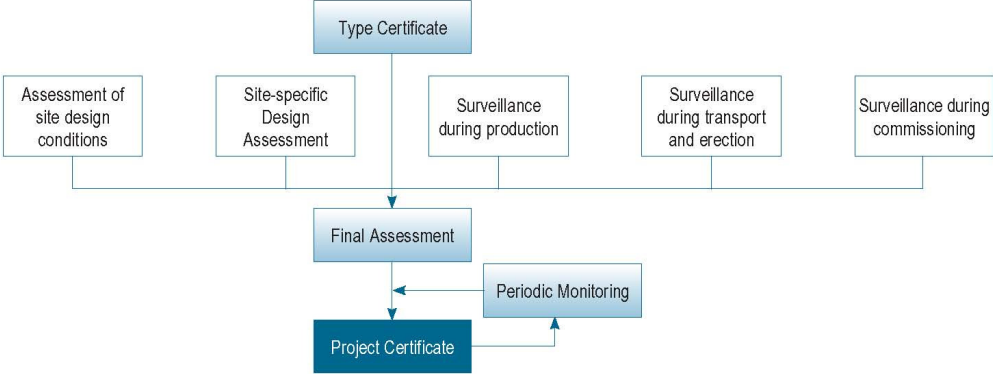 Type Certificate
Assessment of
site design
conditions
Site-specific
Design
Assessment
Surveillance
during production
Surveillance
during transport
and erection
Surveillance during
commissioning
Final Assessment
Periodic Monitoring
Project Certificate